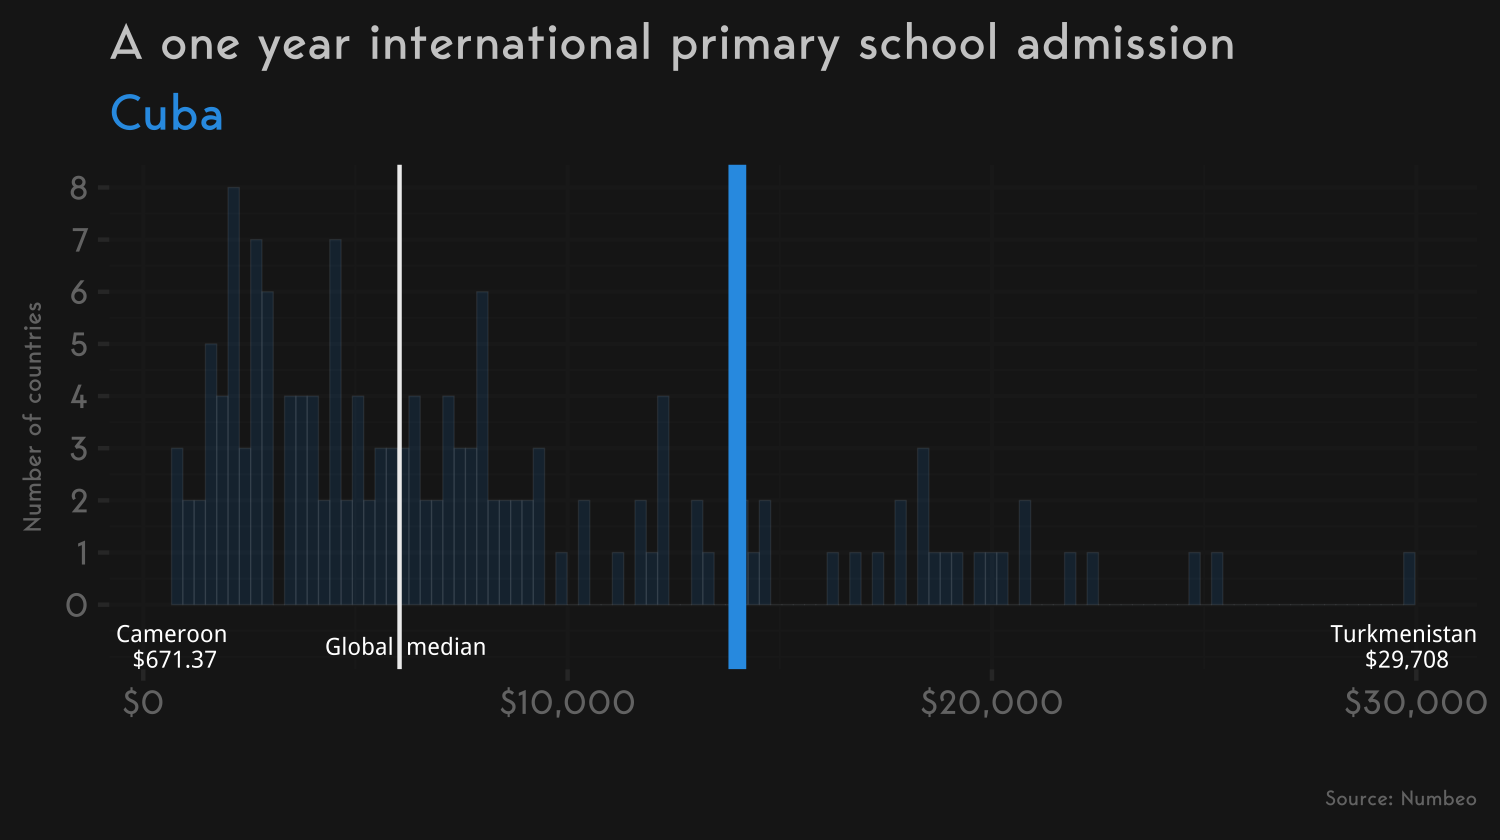 A one year international primary school admission
Cuba
8
7
6
5
4
3
2
1
0
Number of countries
Cameroon
$671.37
Global median
Turkmenistan
$29,708
$0
$10,000
$20,000
$30,000
Source: Numbeo